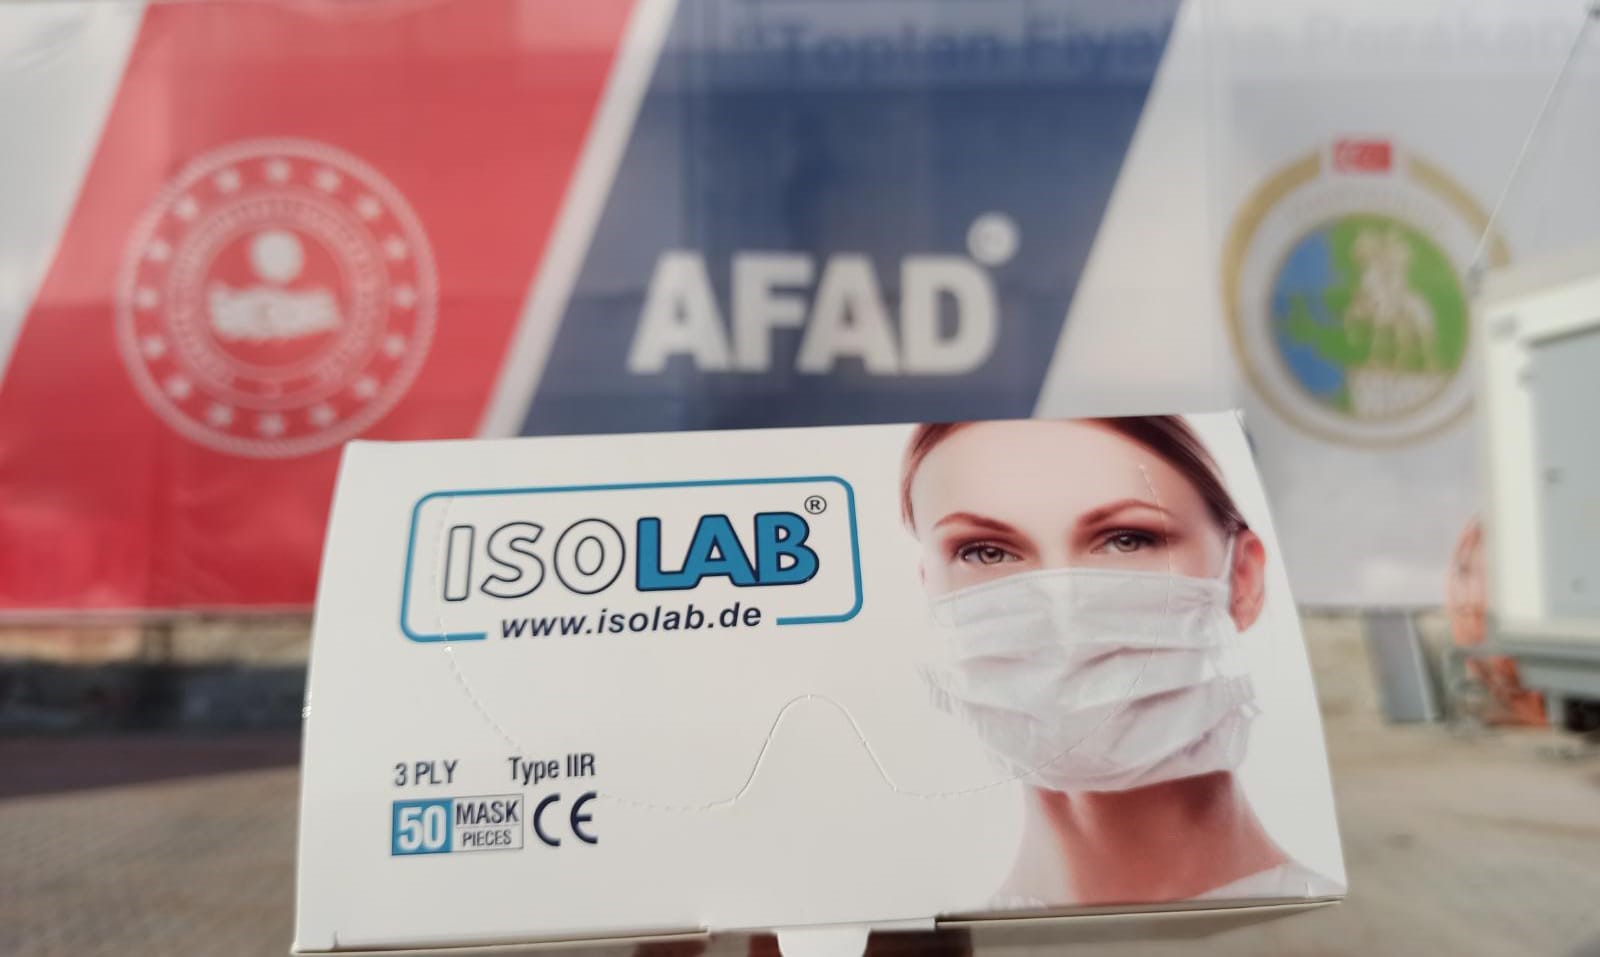 AFAD
ISOLAB®
www.isolab.de
3 PLY Type IIR
50 MASK
PIECES
CE